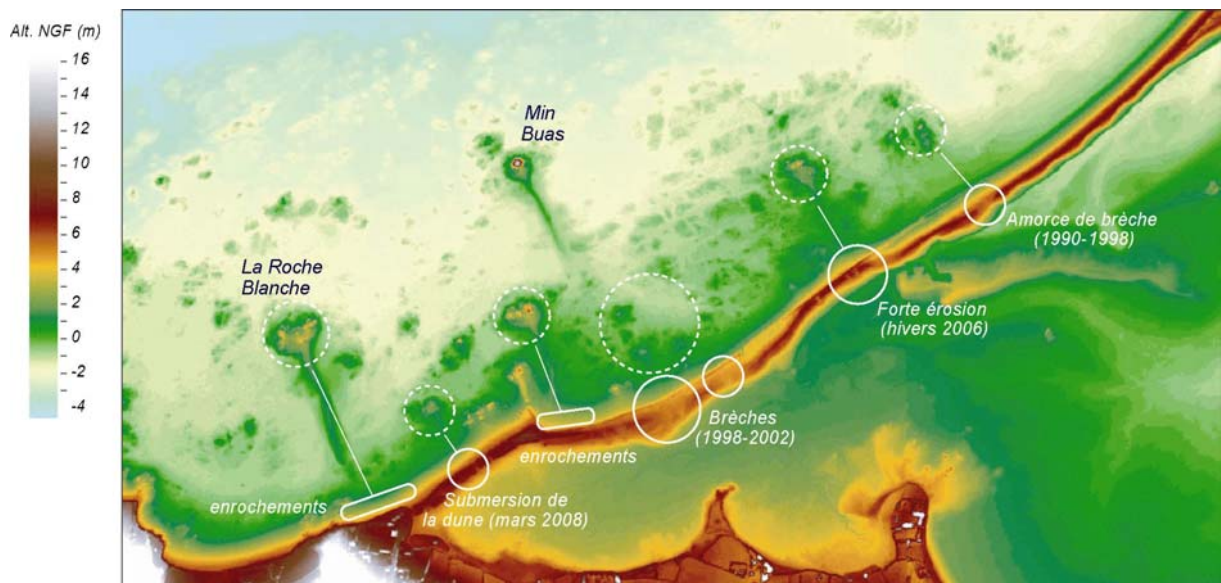 Alt. NGF (m)
16
14
12
10
8
6
4
2
0
-2
-4
Min
Buas
La Roche
Blanche
Amorce de brèche
(1990-1998)
Forte érosion
(hivers 2006)
Brèches
(1998-2002)
enrochements
enrochements
Submersion de
la dune (mars 2008)